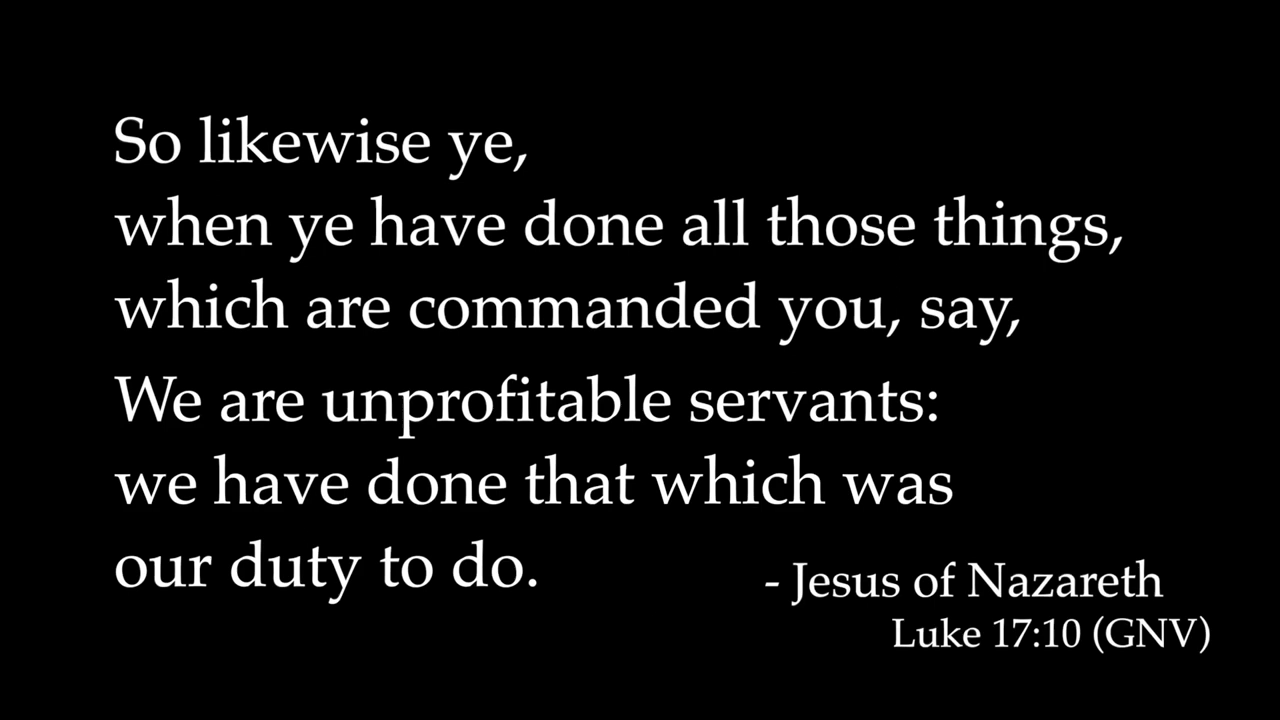 So likewise ye,
when ye have done all those things,
which are commanded you, say,
We are unprofitable servants:
we have done that which was
our duty to do.
- Jesus of Nazareth
Luke 17:10 (GNV)